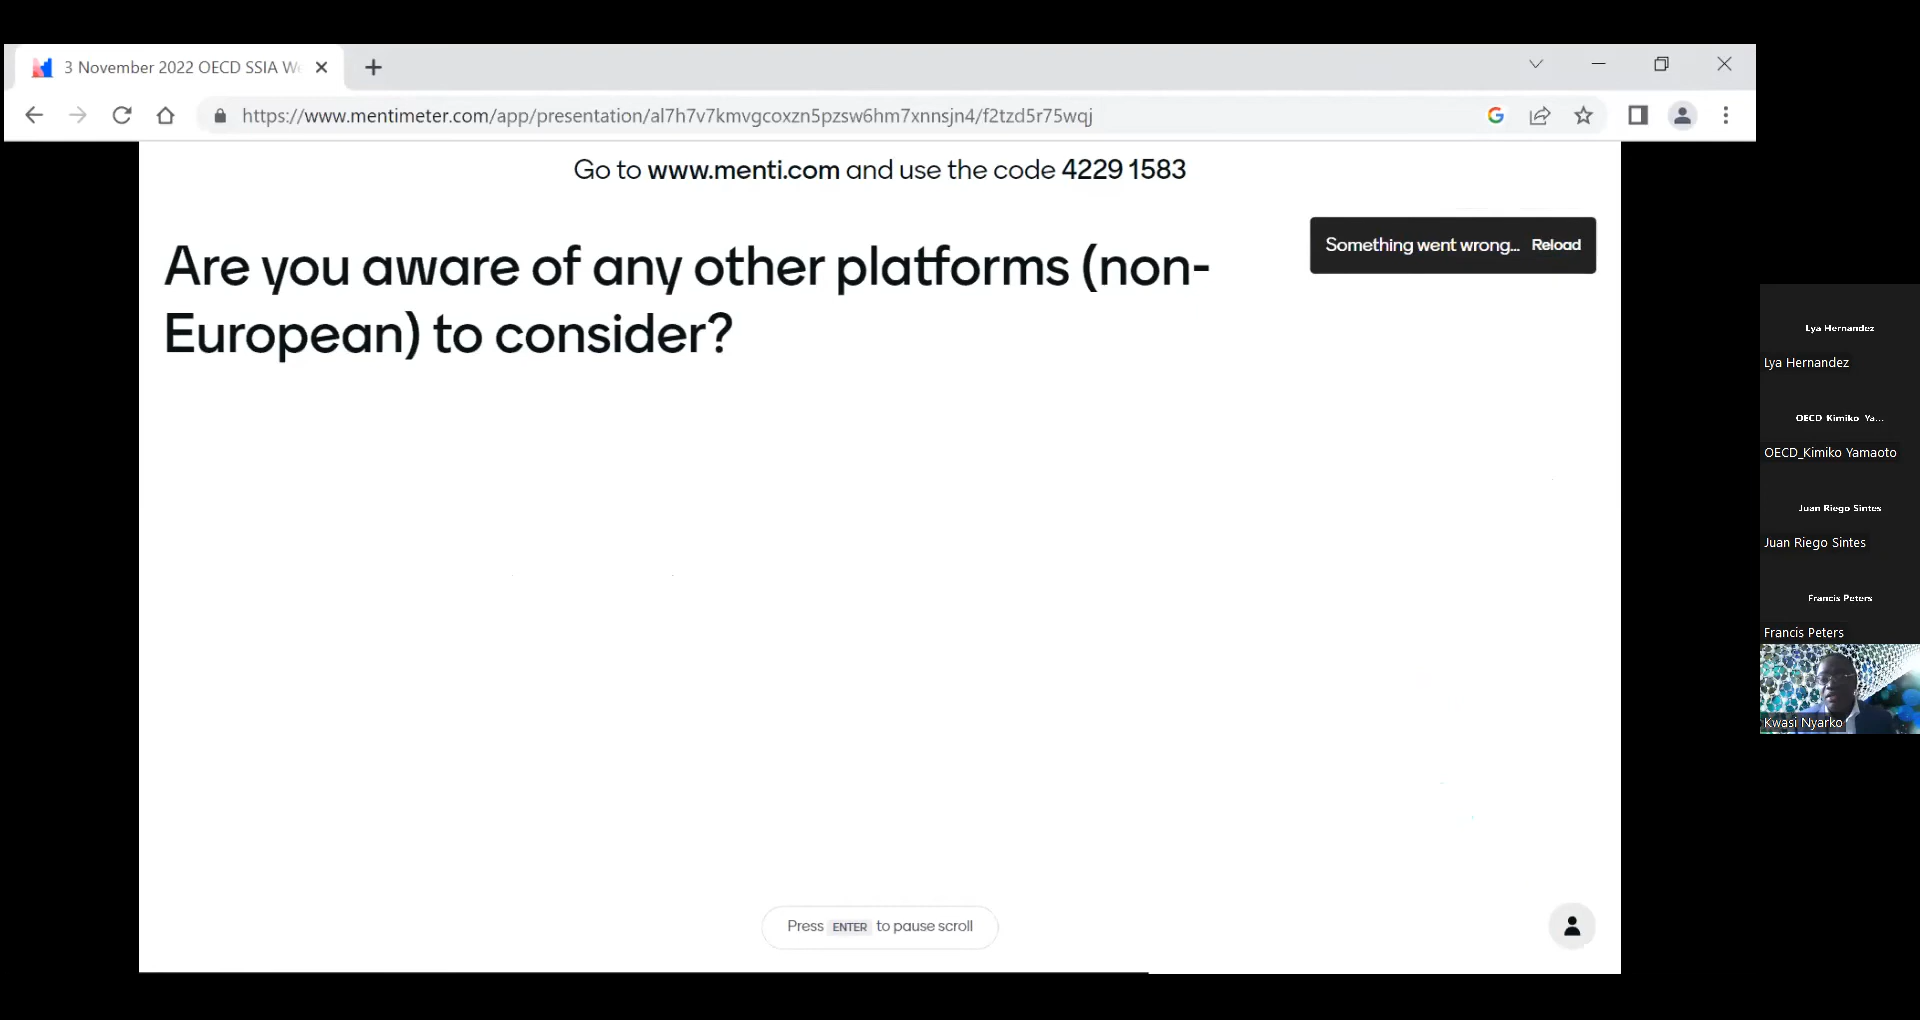 3 November 2022 OECD SSIA We
https://www.mentimeter.com/app/presentation/al7h7v7kmvgcoxzn5pzsw6hm7xnnsjn4/f2tzd5r75wqj
Go to www.menti.com and use the code 4229 1583
Something went wrong... Reload
Are you aware of any other platforms (non-
European) to consider?
Press ENTER to pause scroll
Lya Hernandez
Lya Hernandez
OECD Kimiko Ya...
OECD_Kimiko Yamaoto
Juan Riego Sintes
Juan Riego Sintes
Francis Peters
Francis Peters
Kwasi Nyarko